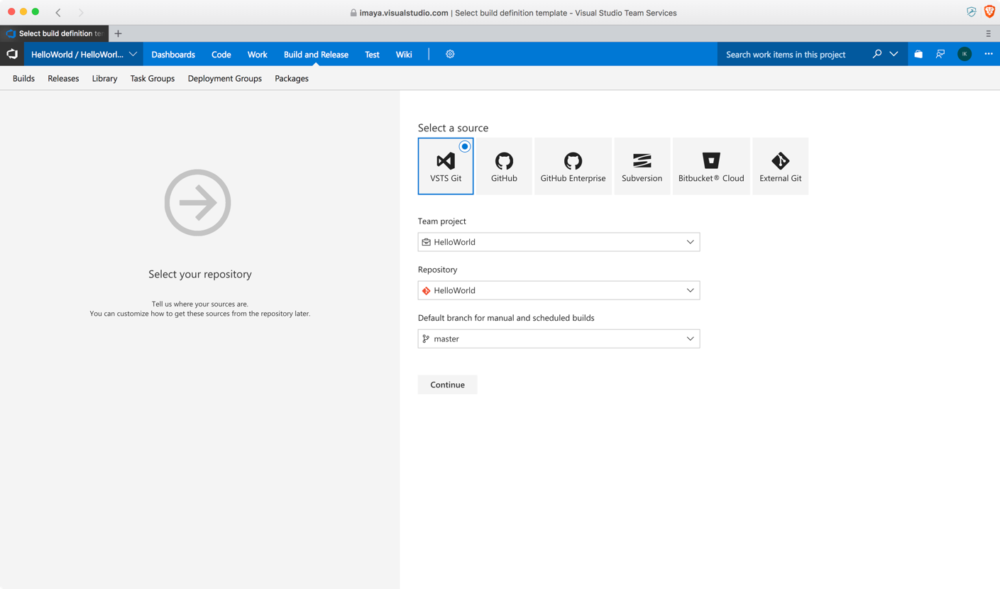 imaya.visualstudio.com | Select build definition template - Visual Studio Team Services
Select build definition ten
HelloWorld / HelloWorl... Dashboards Code Work Build and Release Test Wiki Search work items in this project IK
Builds Releases Library Task Groups Deployment Groups Packages
Select a source
VSTS Git GitHub GitHub Enterprise Subversion Bitbucket® Cloud External Git
Team project
HelloWorld
Repository
HelloWorld
Select your repository
Tell us where your sources are.
You can customize how to get these sources from the repository later.
Default branch for manual and scheduled builds
master
Continue